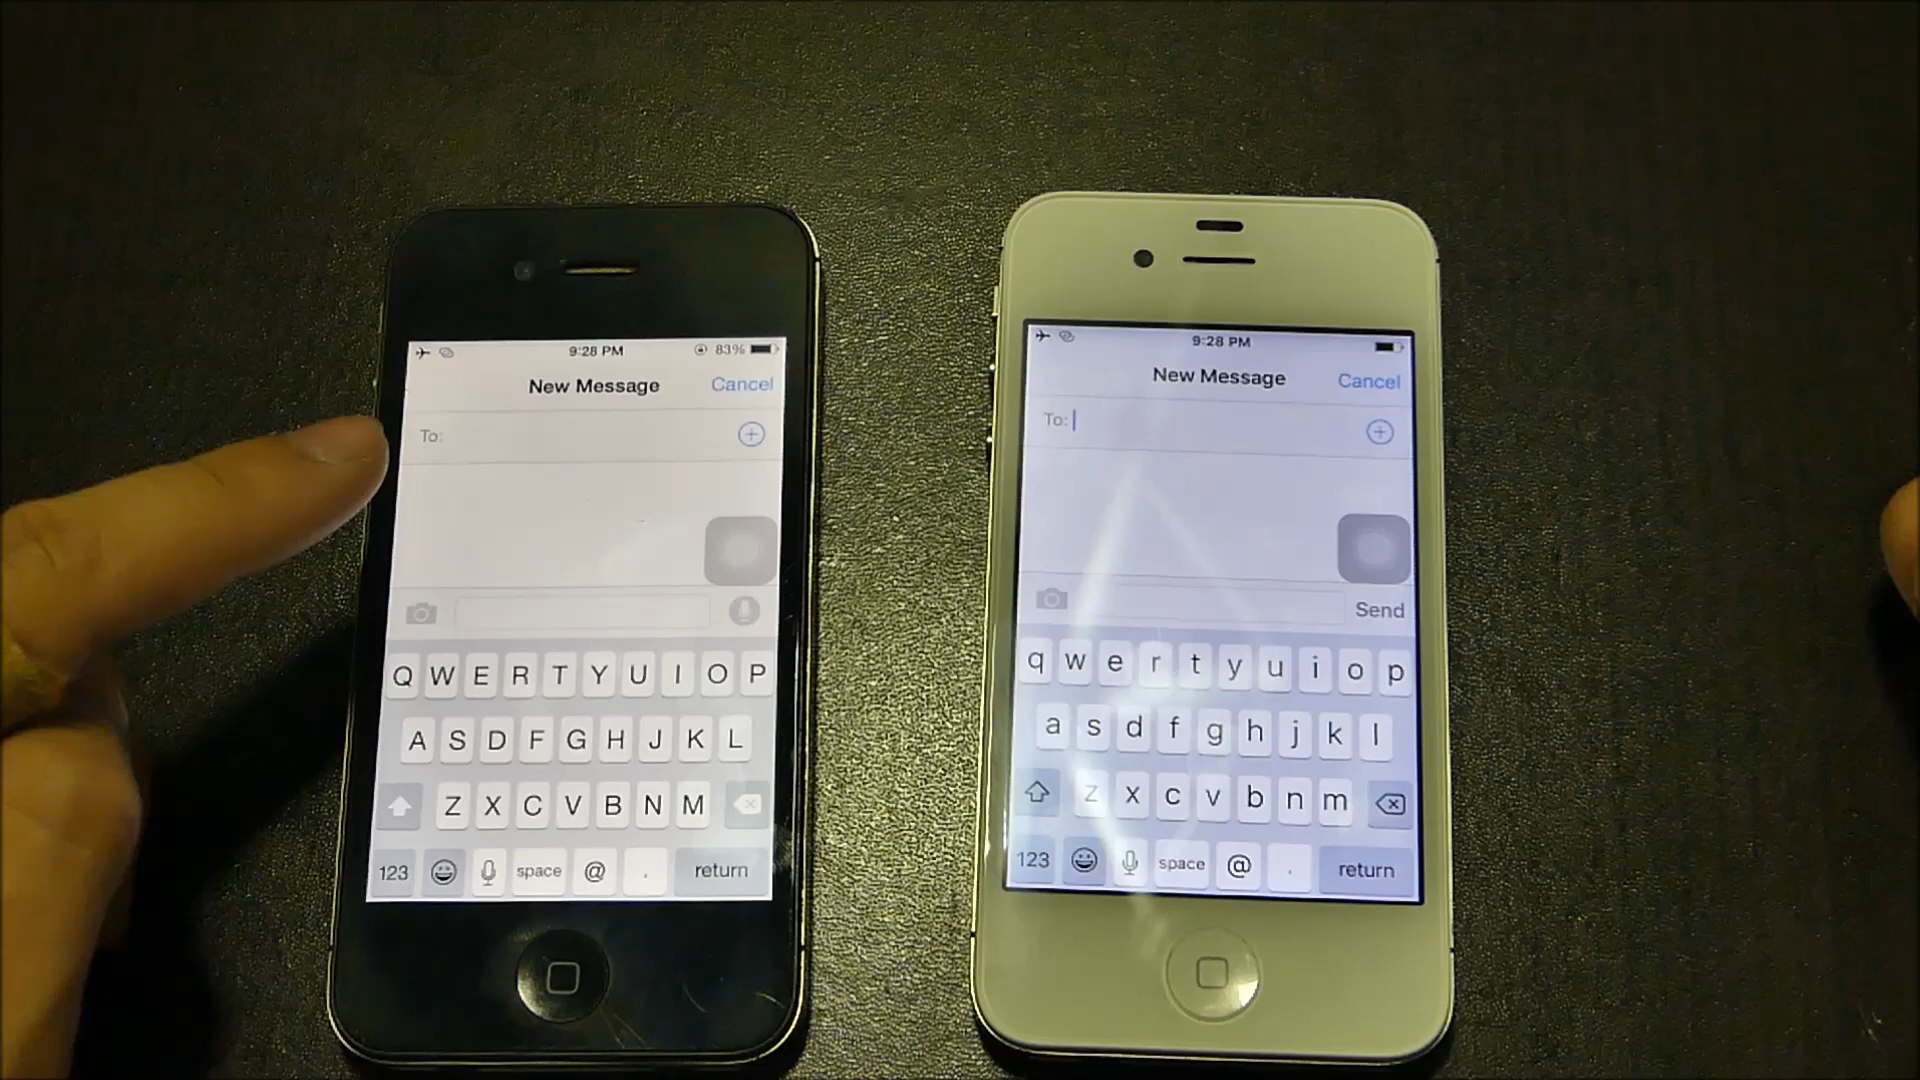 9:28 PM 83%
New Message Cancel
To:
Q W E R T Y U I O P
A S D F G H J K L
Z X C V B N M
123 space @ . return
9:28 PM
New Message Cancel
To:
Send
q w e r t y u i o p
a s d f g h j k l
z x c v b n m
123 space @ . return